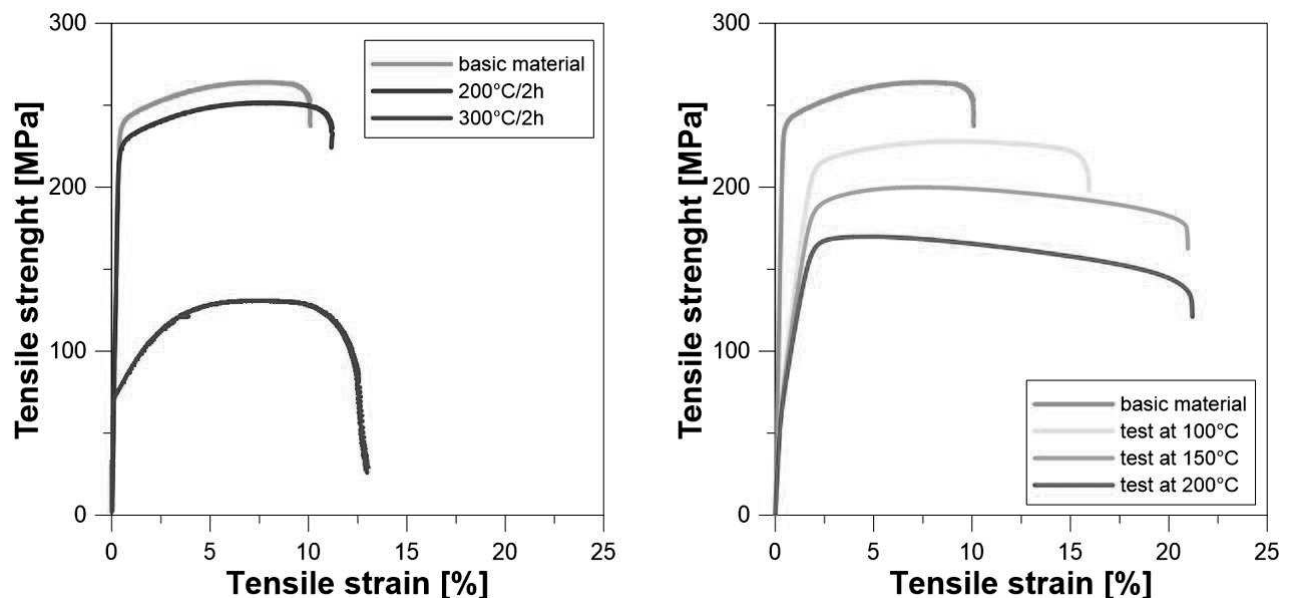 300
200
100
0
Tensile strenght [MPa]
basic material
200°C/2h
300°C/2h
0 5 10 15 20 25
Tensile strain [%]
300
200
100
0
Tensile strenght [MPa]
basic material
test at 100°C
test at 150°C
test at 200°C
0 5 10 15 20 25
Tensile strain [%]